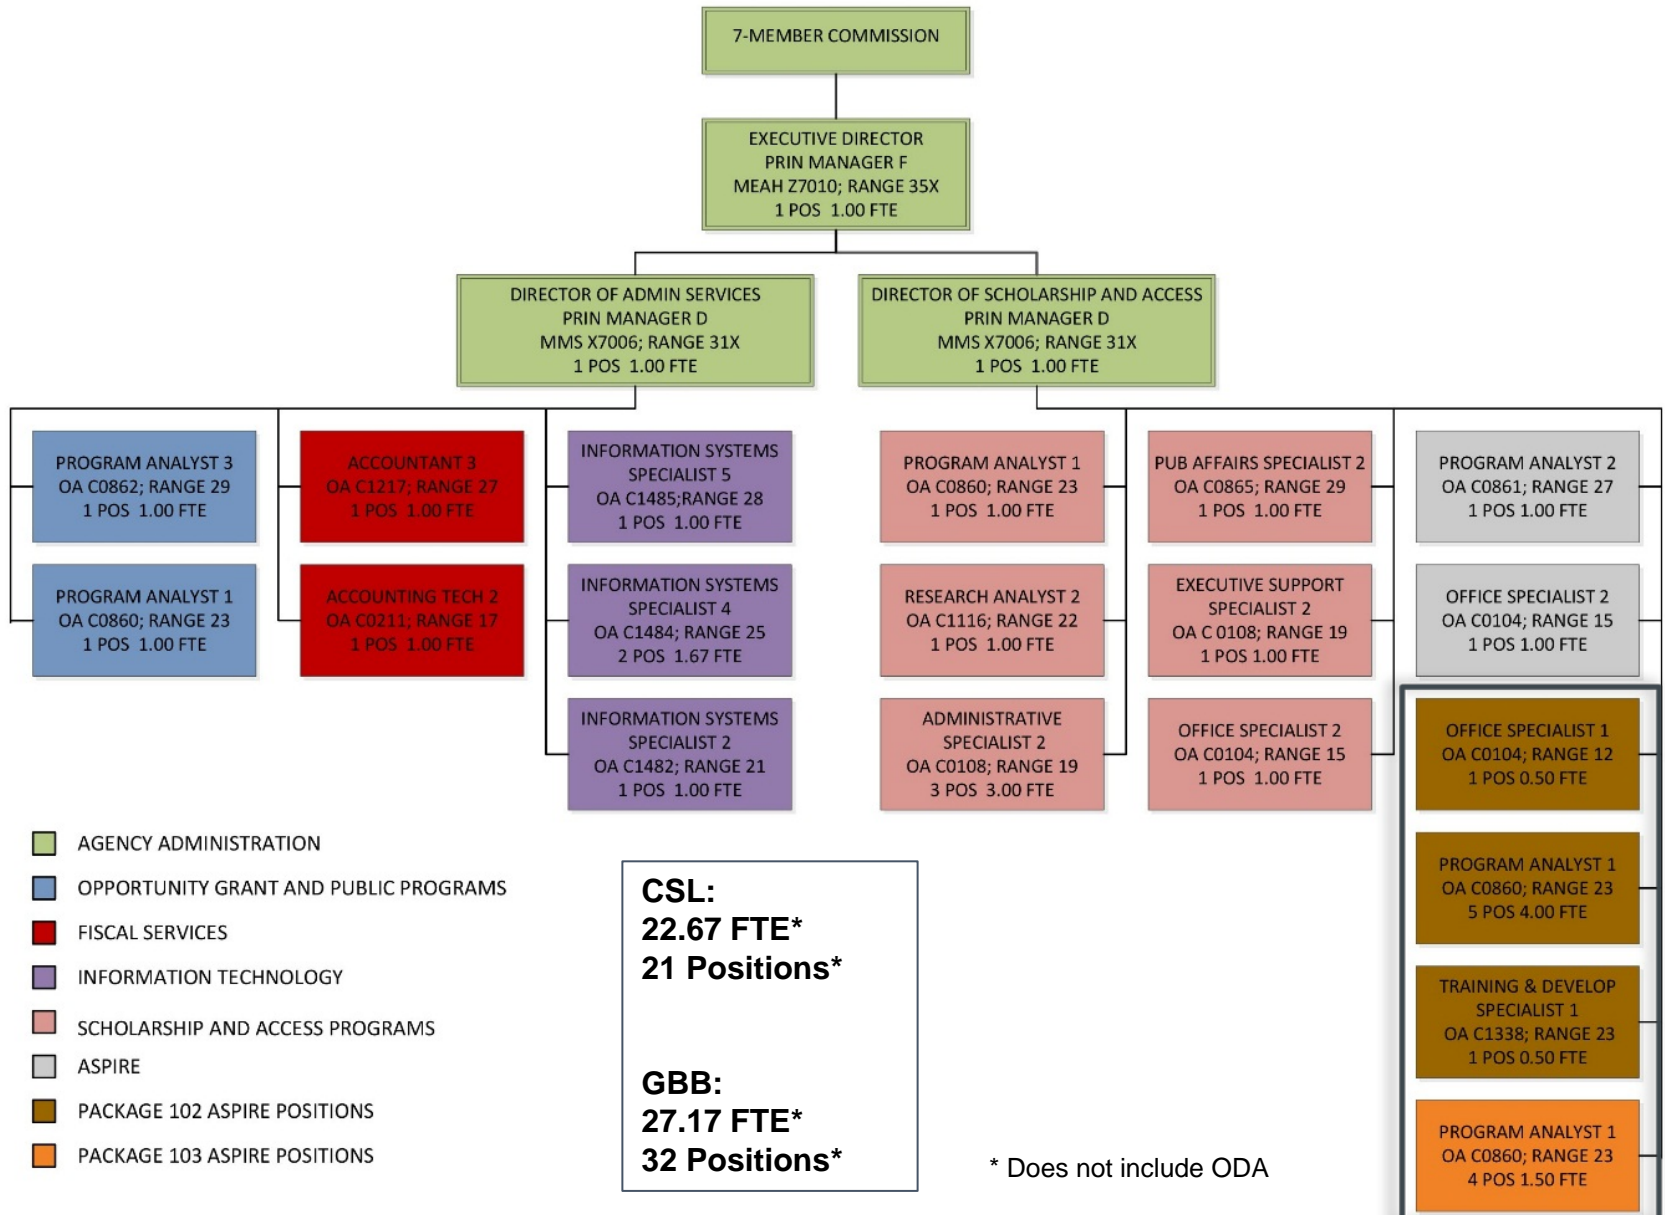 7-MEMBER COMMISSION
EXECUTIVE DIRECTOR
PRIN MANAGER F
MEAH Z7010; RANGE 35X
1 POS 1.00 FTE
DIRECTOR OF ADMIN SERVICES
PRIN MANAGER D
MMS X7006; RANGE 31X
1 POS 1.00 FTE
DIRECTOR OF SCHOLARSHIP AND ACCESS
PRIN MANAGER D
MMS X7006; RANGE 31X
1 POS 1.00 FTE
PROGRAM ANALYST 3
OA C0862; RANGE 29
1 POS 1.00 FTE
ACCOUNTANT 3
OA C1217; RANGE 27
1 POS 1.00 FTE
INFORMATION SYSTEMS
SPECIALIST 5
OA C1485;RANGE 28
1 POS 1.00 FTE
PROGRAM ANALYST 1
OA C0860; RANGE 23
1 POS 1.00 FTE
PUB AFFAIRS SPECIALIST 2
OA C0865; RANGE 29
1 POS 1.00 FTE
PROGRAM ANALYST 2
OA C0861; RANGE 27
1 POS 1.00 FTE
PROGRAM ANALYST 1
OA C0860; RANGE 23
1 POS 1.00 FTE
ACCOUNTING TECH 2
OA C0211; RANGE 17
1 POS 1.00 FTE
INFORMATION SYSTEMS
SPECIALIST 4
OA C1484; RANGE 25
2 POS 1.67 FTE
RESEARCH ANALYST 2
OA C1116; RANGE 22
1 POS 1.00 FTE
EXECUTIVE SUPPORT
SPECIALIST 2
OA C 0108; RANGE 19
1 POS 1.00 FTE
OFFICE SPECIALIST 2
OA C0104; RANGE 15
1 POS 1.00 FTE
INFORMATION SYSTEMS
SPECIALIST 2
OA C1482; RANGE 21
1 POS 1.00 FTE
ADMINISTRATIVE
SPECIALIST 2
OA C0108; RANGE 19
3 POS 3.00 FTE
OFFICE SPECIALIST 2
OA C0104; RANGE 15
1 POS 1.00 FTE
OFFICE SPECIALIST 1
OA C0104; RANGE 12
1 POS 0.50 FTE
PROGRAM ANALYST 1
OA C0860; RANGE 23
5 POS 4.00 FTE
TRAINING & DEVELOP
SPECIALIST 1
OA C1338; RANGE 23
1 POS 0.50 FTE
PROGRAM ANALYST 1
OA C0860; RANGE 23
4 POS 1.50 FTE
AGENCY ADMINISTRATION
OPPORTUNITY GRANT AND PUBLIC PROGRAMS
FISCAL SERVICES
INFORMATION TECHNOLOGY
SCHOLARSHIP AND ACCESS PROGRAMS
ASPIRE
PACKAGE 102 ASPIRE POSITIONS
PACKAGE 103 ASPIRE POSITIONS
CSL:
22.67 FTE*
21 Positions*
GBB:
27.17 FTE*
32 Positions*
* Does not include ODA